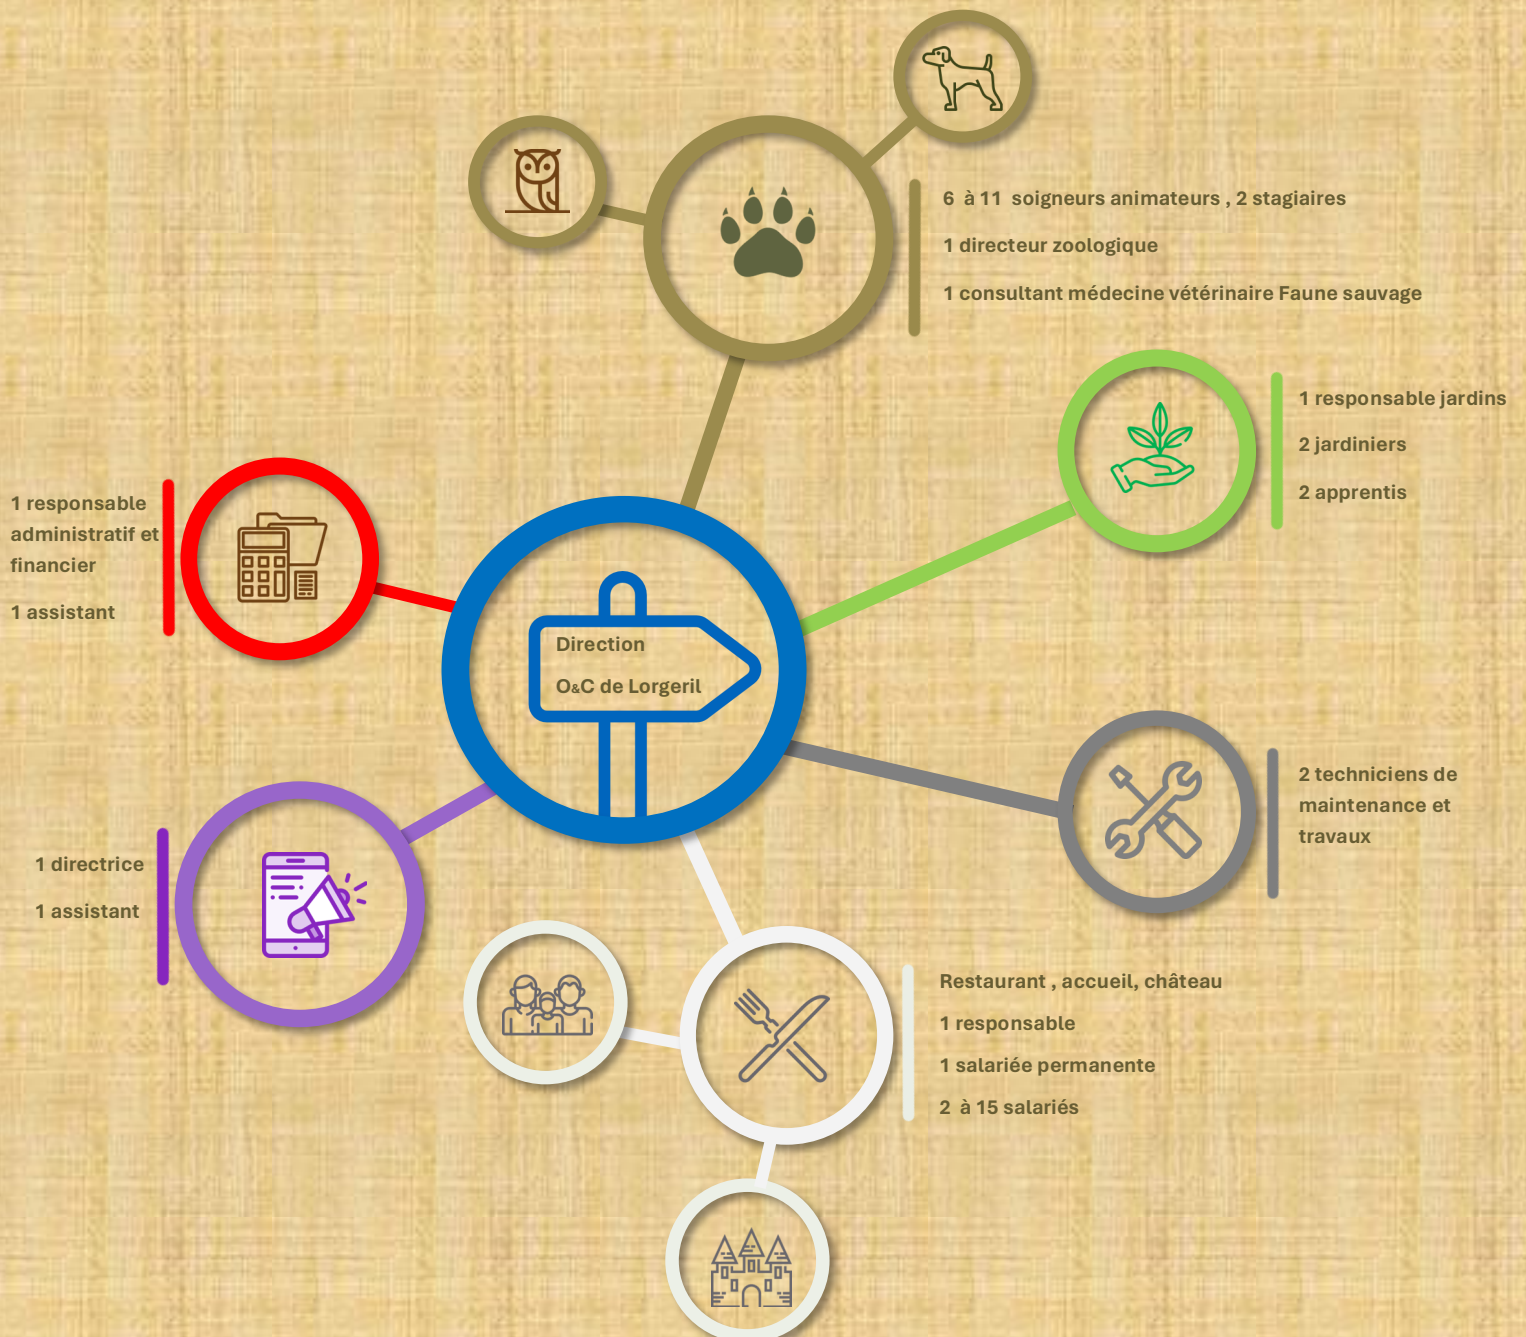 6 à 11 soigneurs animateurs , 2 stagiaires
1 directeur zoologique
1 consultant médecine vétérinaire Faune sauvage
1 responsable jardins
2 jardiniers
2 apprentis
1 responsable
administratif et
financier
1 assistant
Direction
O&C de Lorgeril
2 techniciens de
maintenance et
travaux
1 directrice
1 assistant
Restaurant , accueil, château
1 responsable
1 salariée permanente
2 à 15 salariés